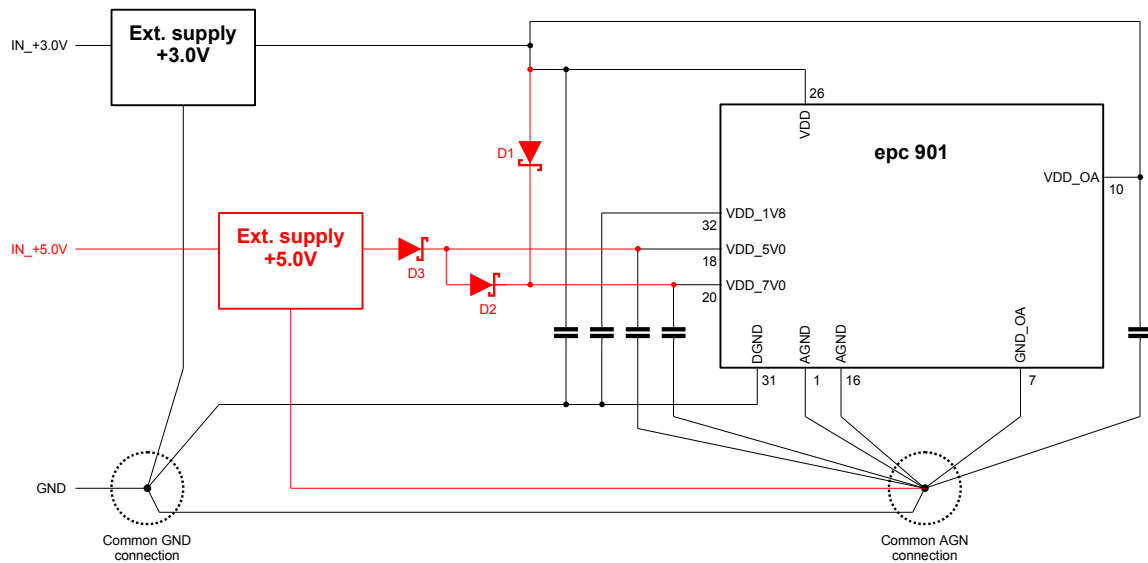 IN_+3.0V
Ext. supply
+3.0V
26
VDD
epc 901
D1
VDD_OA
10
VDD_1V8
32
IN_+5.0V
Ext. supply
+5.0V
D3
VDD_5V0
18
D2
VDD_7V0
20
DGND
AGND
AGND
GND_OA
31
1
16
7
GND
Common GND
connection
Common AGN
connection